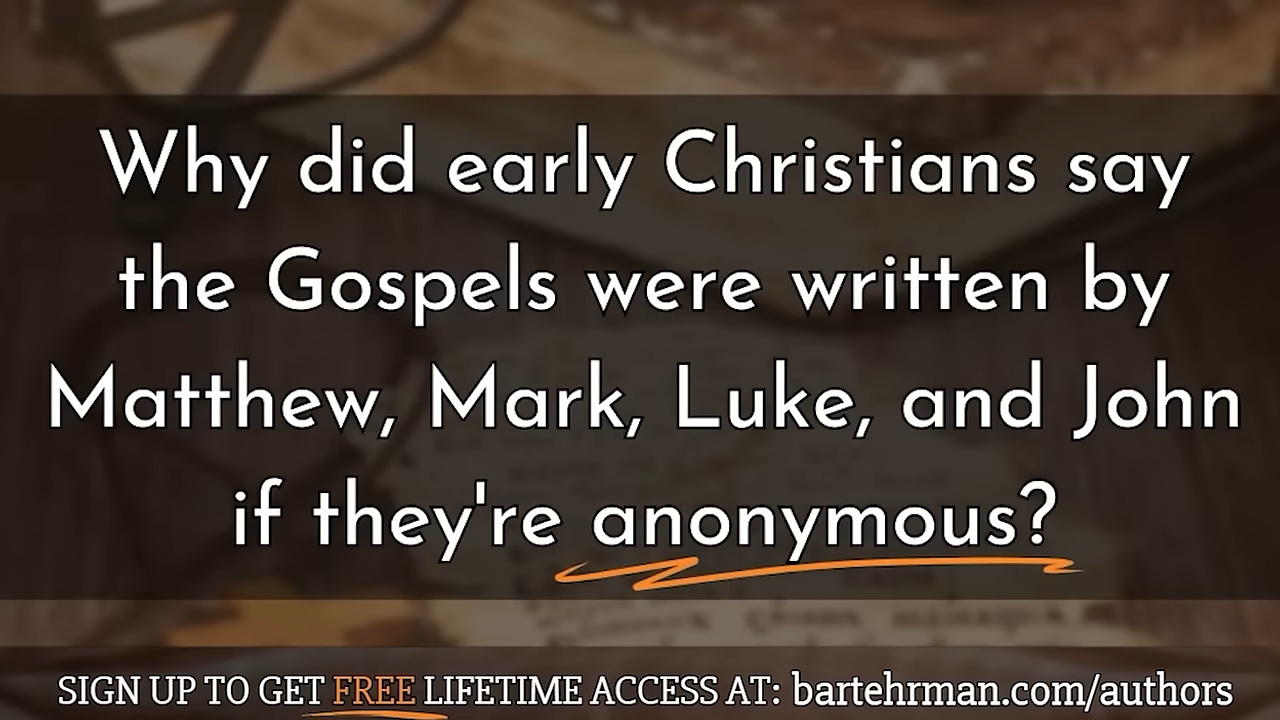 Why did early Christians say
the Gospels were written by
Matthew, Mark, Luke, and John
if they're anonymous?
SIGN UP TO GET FREE LIFETIME ACCESS AT: bartehrman.com/authors